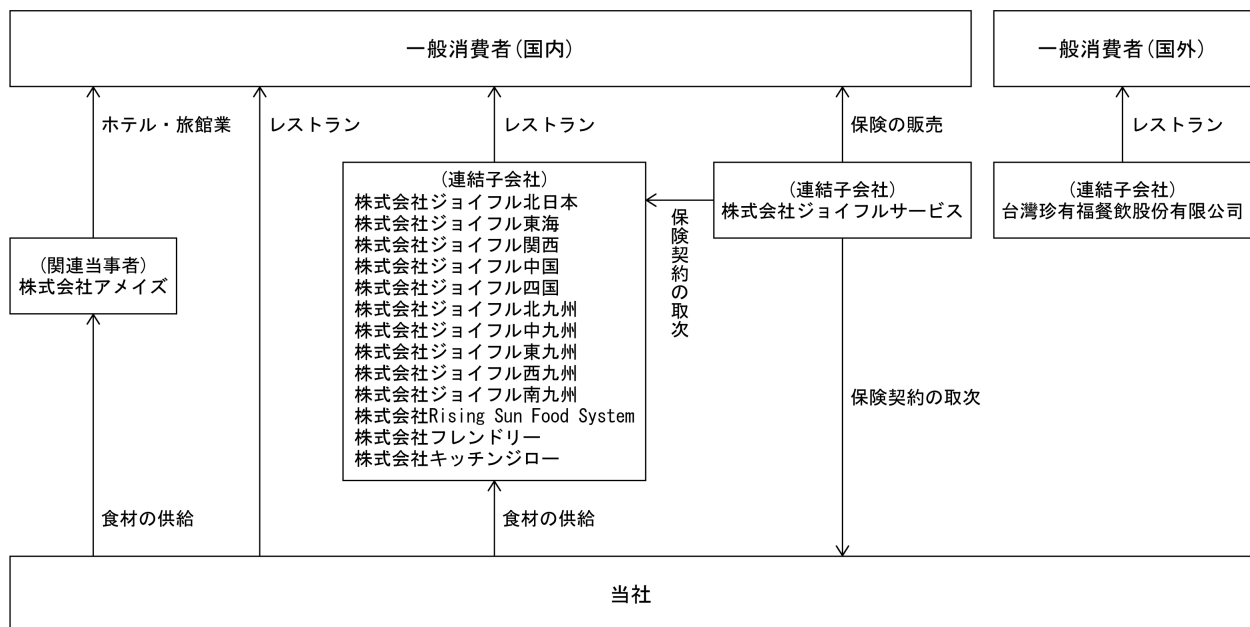 一般消費者(国内)
一般消費者(国外)
ホテル・旅館業
レストラン
レストラン
保険の販売
レストラン
(連結子会社)
株式会社ジョイフル北日本
株式会社ジョイフル東海
株式会社ジョイフル関西
株式会社ジョイフル中国
株式会社ジョイフル四国
株式会社ジョイフル北九州
株式会社ジョイフル中九州
株式会社ジョイフル東九州
株式会社ジョイフル西九州
株式会社ジョイフル南九州
株式会社Rising Sun Food System
株式会社フレンドリー
株式会社キッチンジロー
保険契約の取次
(連結子会社)
株式会社ジョイフルサービス
(連結子会社)
台灣珍有福餐飲股份有限公司
(関連当事者)
株式会社アメイズ
保険契約の取次
食材の供給
食材の供給
当社